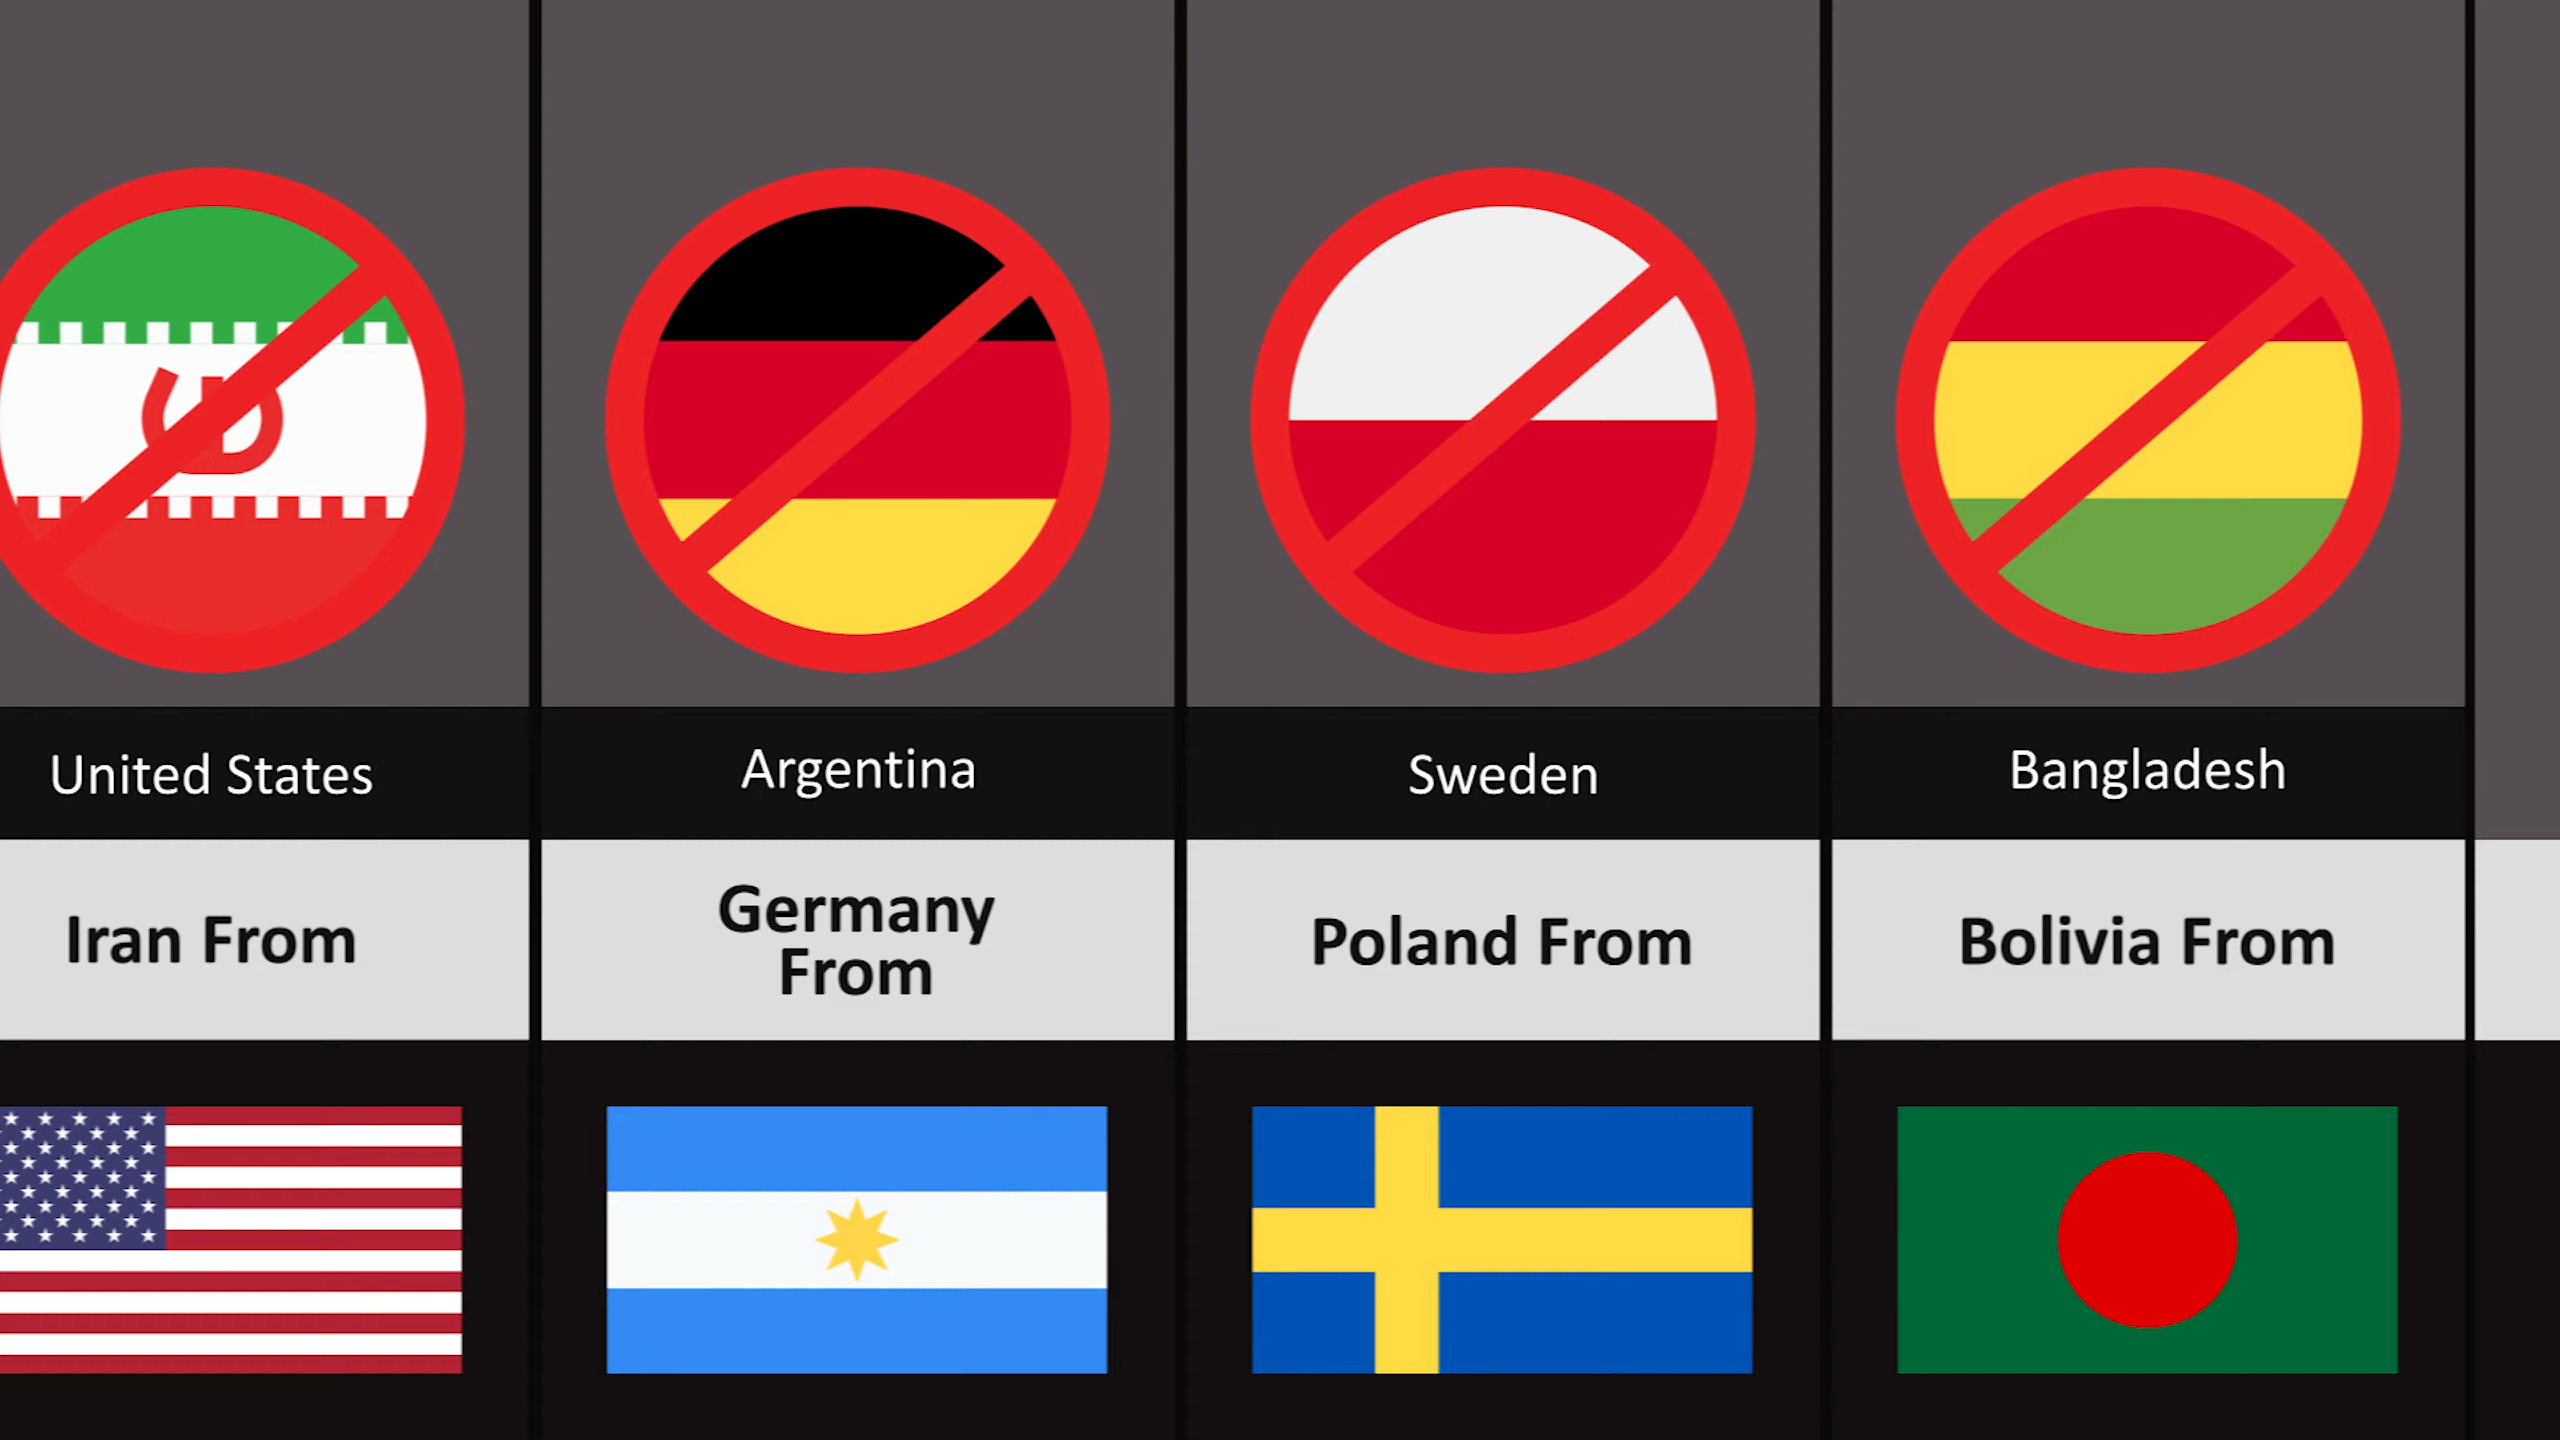 United States
Argentina
Sweden
Bangladesh
Iran From
Germany
From
Poland From
Bolivia From